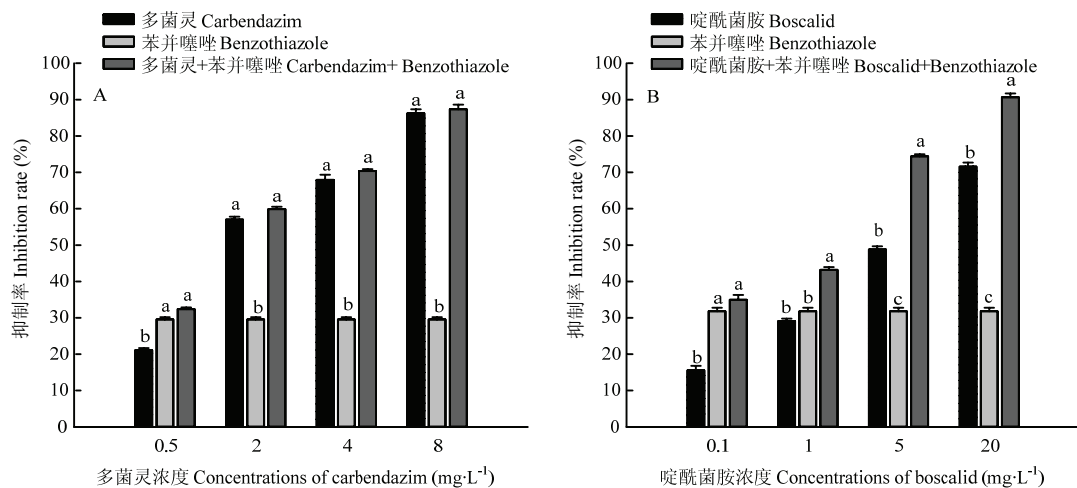 多菌灵 Carbendazim
苯并噻唑 Benzothiazole
多菌灵+苯并噻唑 Carbendazim+ Benzothiazole
A
抑制率 Inhibition rate (%)
90
80
70
60
50
40
30
20
10
0
b
a
a
a
b
a
a
b
a
a
b
a
0.5
2
4
8
多菌灵浓度 Concentrations of carbendazim (mg·L-1)
啶酰菌胺 Boscalid
苯并噻唑 Benzothiazole
啶酰菌胺+苯并噻唑 Boscalid+Benzothiazole
B
抑制率 Inhibition rate (%)
90
80
70
60
50
40
30
20
10
0
b
a
a
b
b
a
b
c
a
b
c
a
0.1
1
5
20
啶酰菌胺浓度 Concentrations of boscalid (mg·L-1)